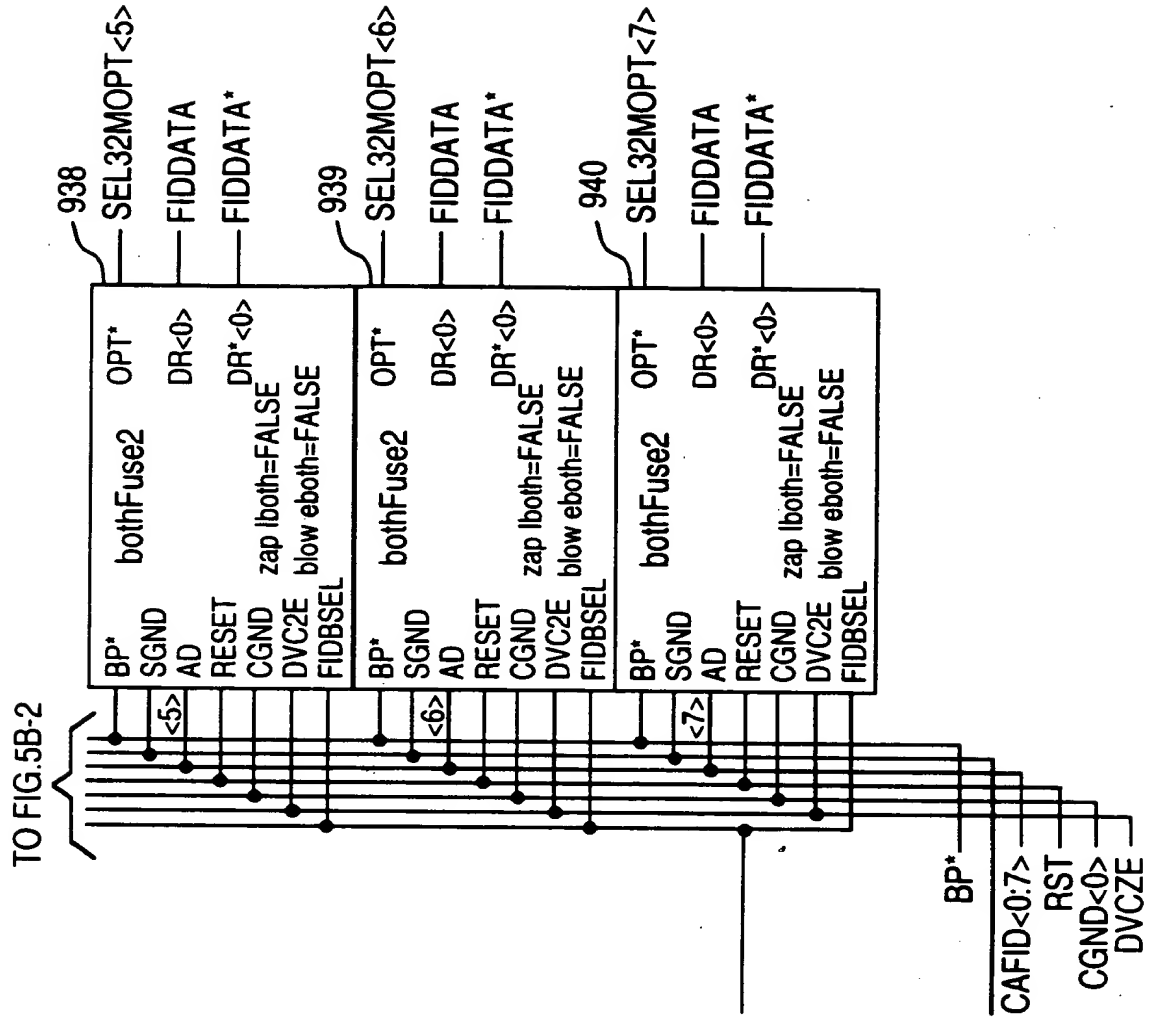 TO FIG.5B-2
938
BP*
bothFuse2
OPT*
SEL32MOPT<5>
SGND
<5>
AD
DR<0>
FIDDATA
RESET
DR*<0>
FIDDATA*
CGND
zap lboth=FALSE
DVC2E
blow eboth=FALSE
FIDBSEL
939
BP*
bothFuse2
OPT*
SEL32MOPT<6>
SGND
<6>
AD
DR<0>
FIDDATA
RESET
DR*<0>
FIDDATA*
CGND
zap lboth=FALSE
DVC2E
blow eboth=FALSE
FIDBSEL
940
BP*
bothFuse2
OPT*
SEL32MOPT<7>
SGND
<7>
AD
DR<0>
FIDDATA
RESET
DR*<0>
FIDDATA*
CGND
zap lboth=FALSE
DVC2E
blow eboth=FALSE
FIDBSEL
BP*
CAFID<0:7>
RST
CGND<0>
DVCZE